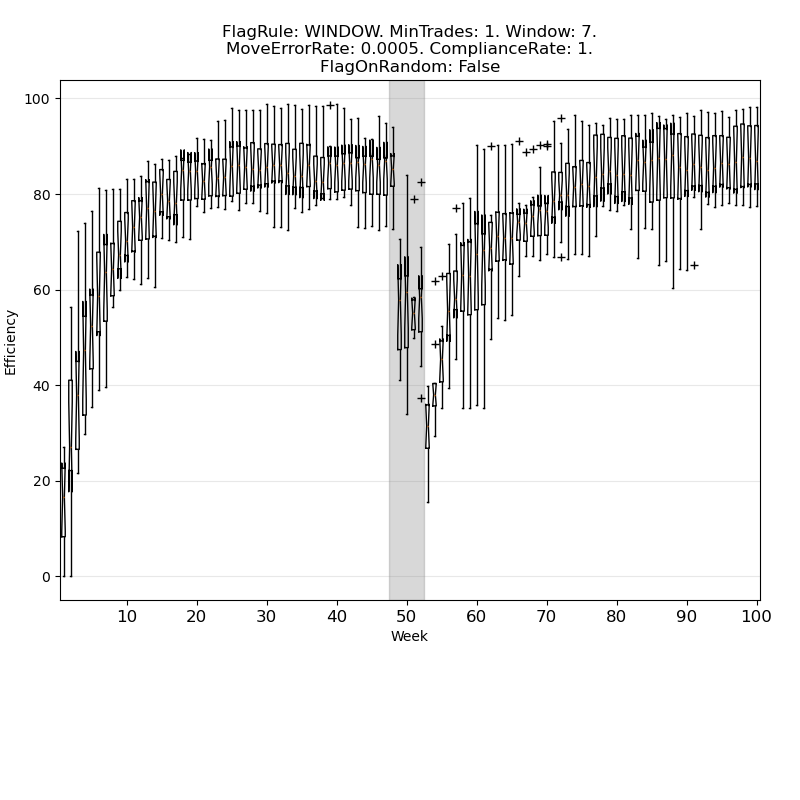 FlagRule: WINDOW. MinTrades: 1. Window: 7.
MoveErrorRate: 0.0005. ComplianceRate: 1.
FlagOnRandom: False
100
80
60
40
20
0
Efficiency
10 20 30 40 50 60 70 80 90 100
Week